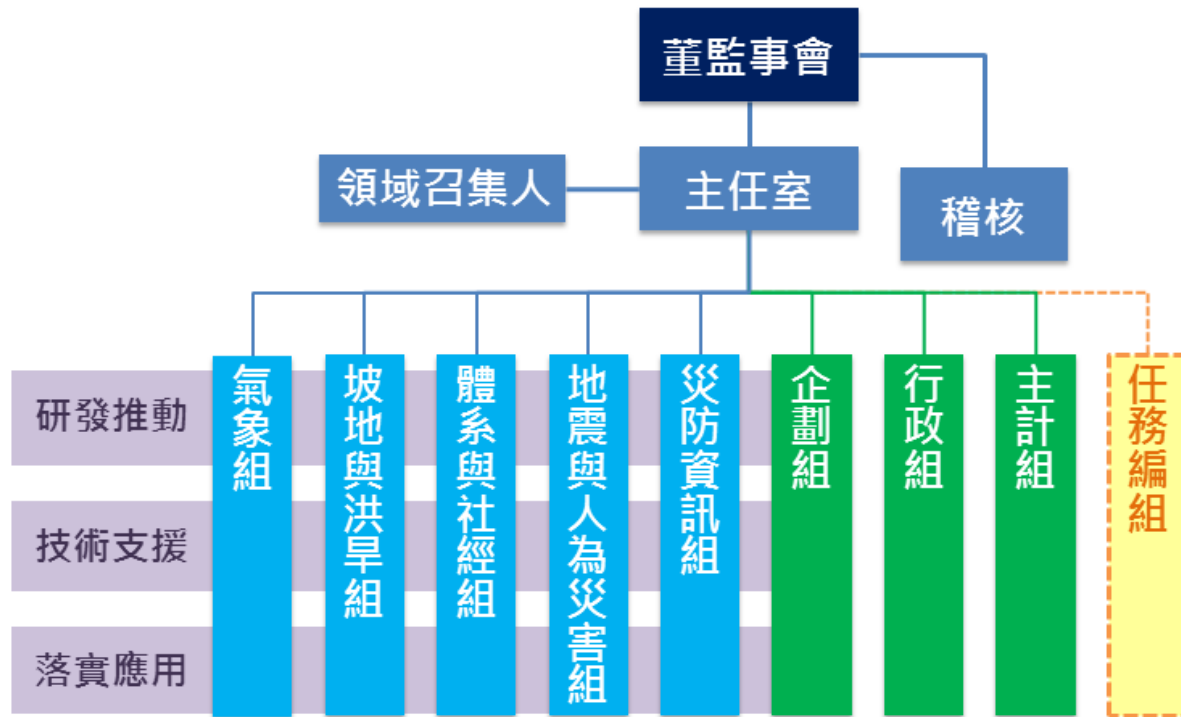 董監事會
領域召集人
主任室
稽核
研發推動
技術支援
落實應用
氣象組
坡地與洪旱組
體系與社經組
地震與人為災害組
災防資訊組
企劃組
行政組
主計組
任務編組